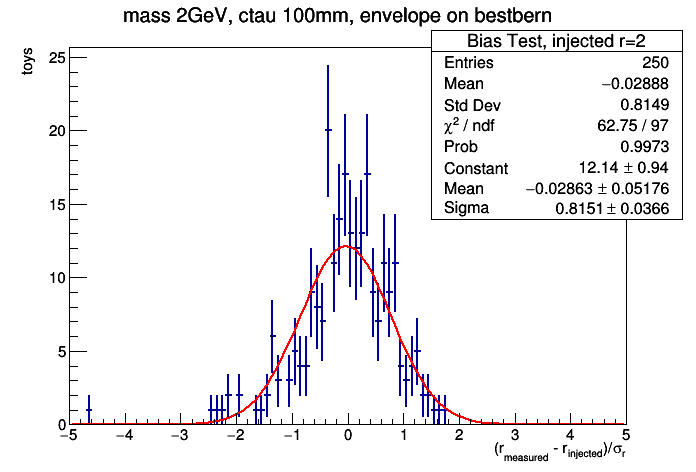 mass 2GeV, ctau 100mm, envelope on bestbern
Bias Test, injected r=2
Entries 250
Mean −0.02888
Std Dev 0.8149
χ² / ndf 62.75 / 97
Prob 0.9973
Constant 12.14 ± 0.94
Mean −0.02863 ± 0.05176
Sigma 0.8151 ± 0.0366
toys
25
20
15
10
5
0
−5 −4 −3 −2 −1 0 1 2 3 4 5
(r_measured - r_injected)/σ_r